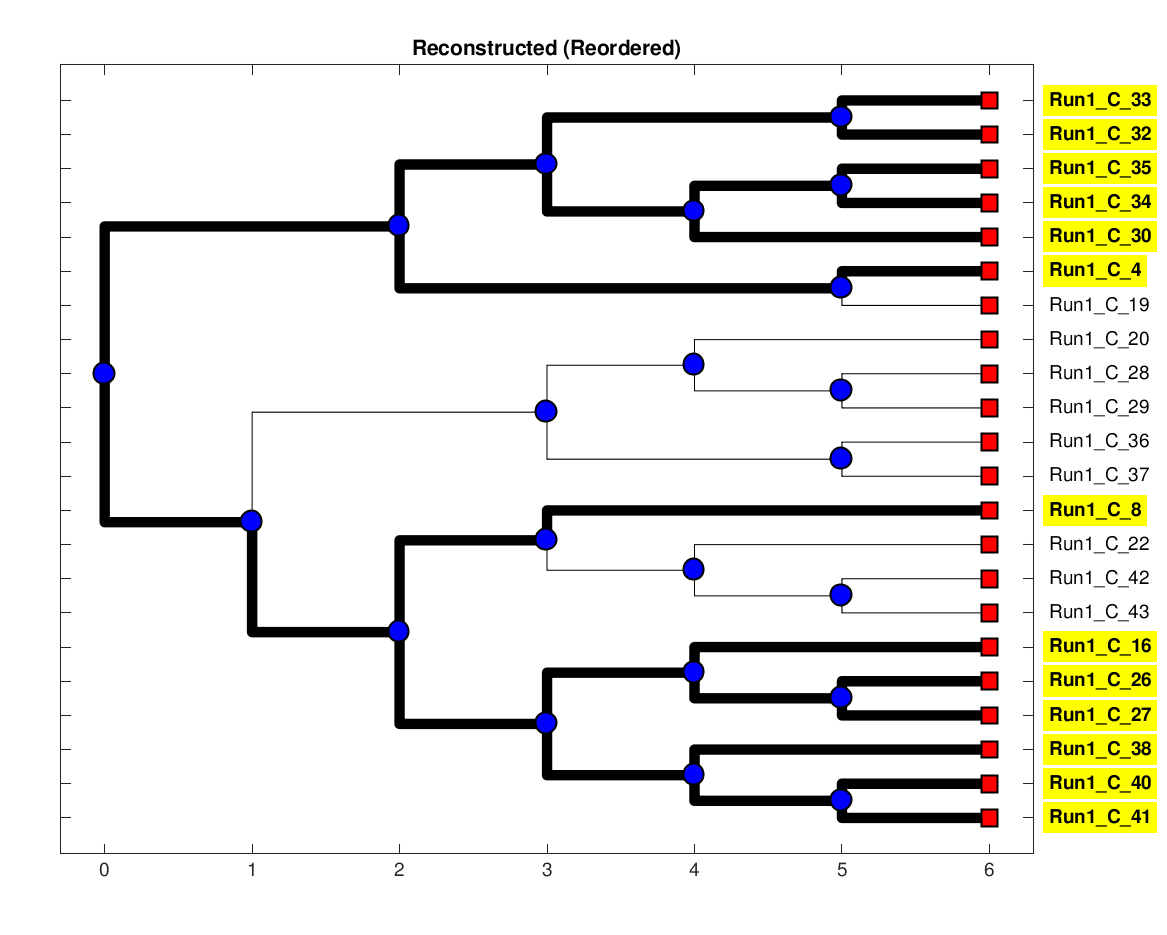 Reconstructed (Reordered)
Run1_C_33
Run1_C_32
Run1_C_35
Run1_C_34
Run1_C_30
Run1_C_4
Run1_C_19
Run1_C_20
Run1_C_28
Run1_C_29
Run1_C_36
Run1_C_37
Run1_C_8
Run1_C_22
Run1_C_42
Run1_C_43
Run1_C_16
Run1_C_26
Run1_C_27
Run1_C_38
Run1_C_40
Run1_C_41
0 1 2 3 4 5 6